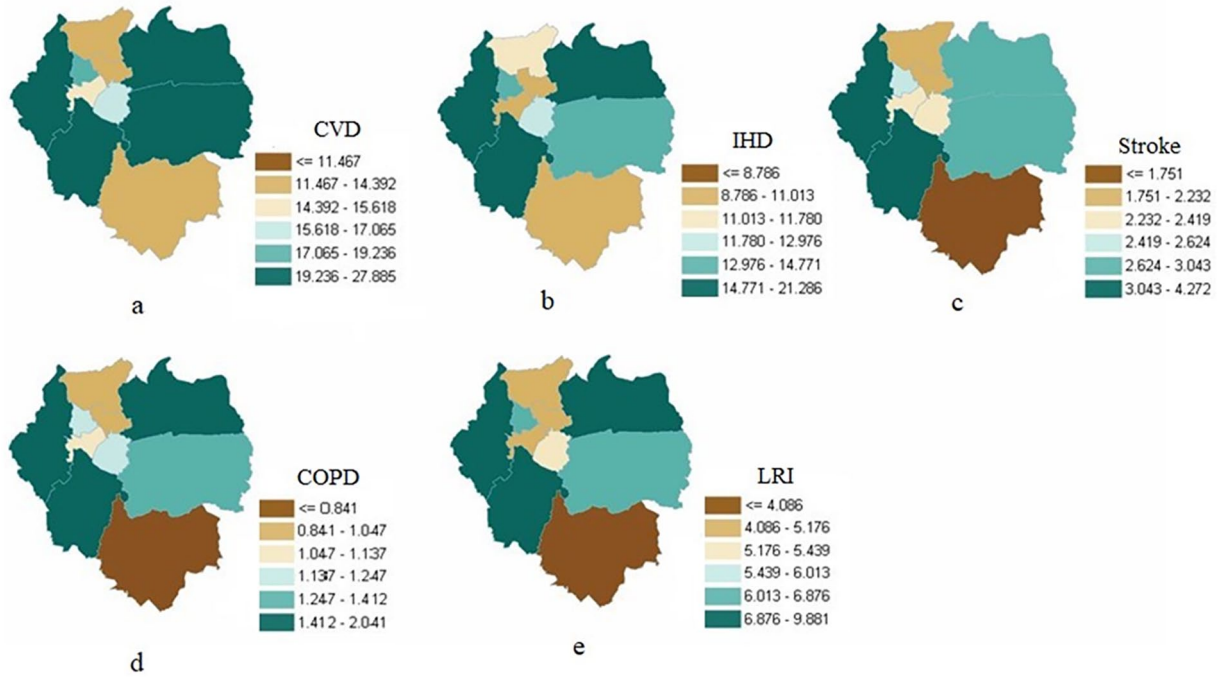 CVD
<= 11.467
11.467 - 14.392
14.392 - 15.618
15.618 - 17.065
17.065 - 19.236
19.236 - 27.885
a
IHD
<= 8.786
8.786 - 11.013
11.013 - 11.780
11.780 - 12.976
12.976 - 14.771
14.771 - 21.286
b
Stroke
<= 1.751
1.751 - 2.232
2.232 - 2.419
2.419 - 2.624
2.624 - 3.043
3.043 - 4.272
c
COPD
<= 0.841
0.841 - 1.047
1.047 - 1.137
1.137 - 1.247
1.247 - 1.412
1.412 - 2.041
d
LRI
<= 4.086
4.086 - 5.176
5.176 - 5.439
5.439 - 6.013
6.013 - 6.876
6.876 - 9.881
e